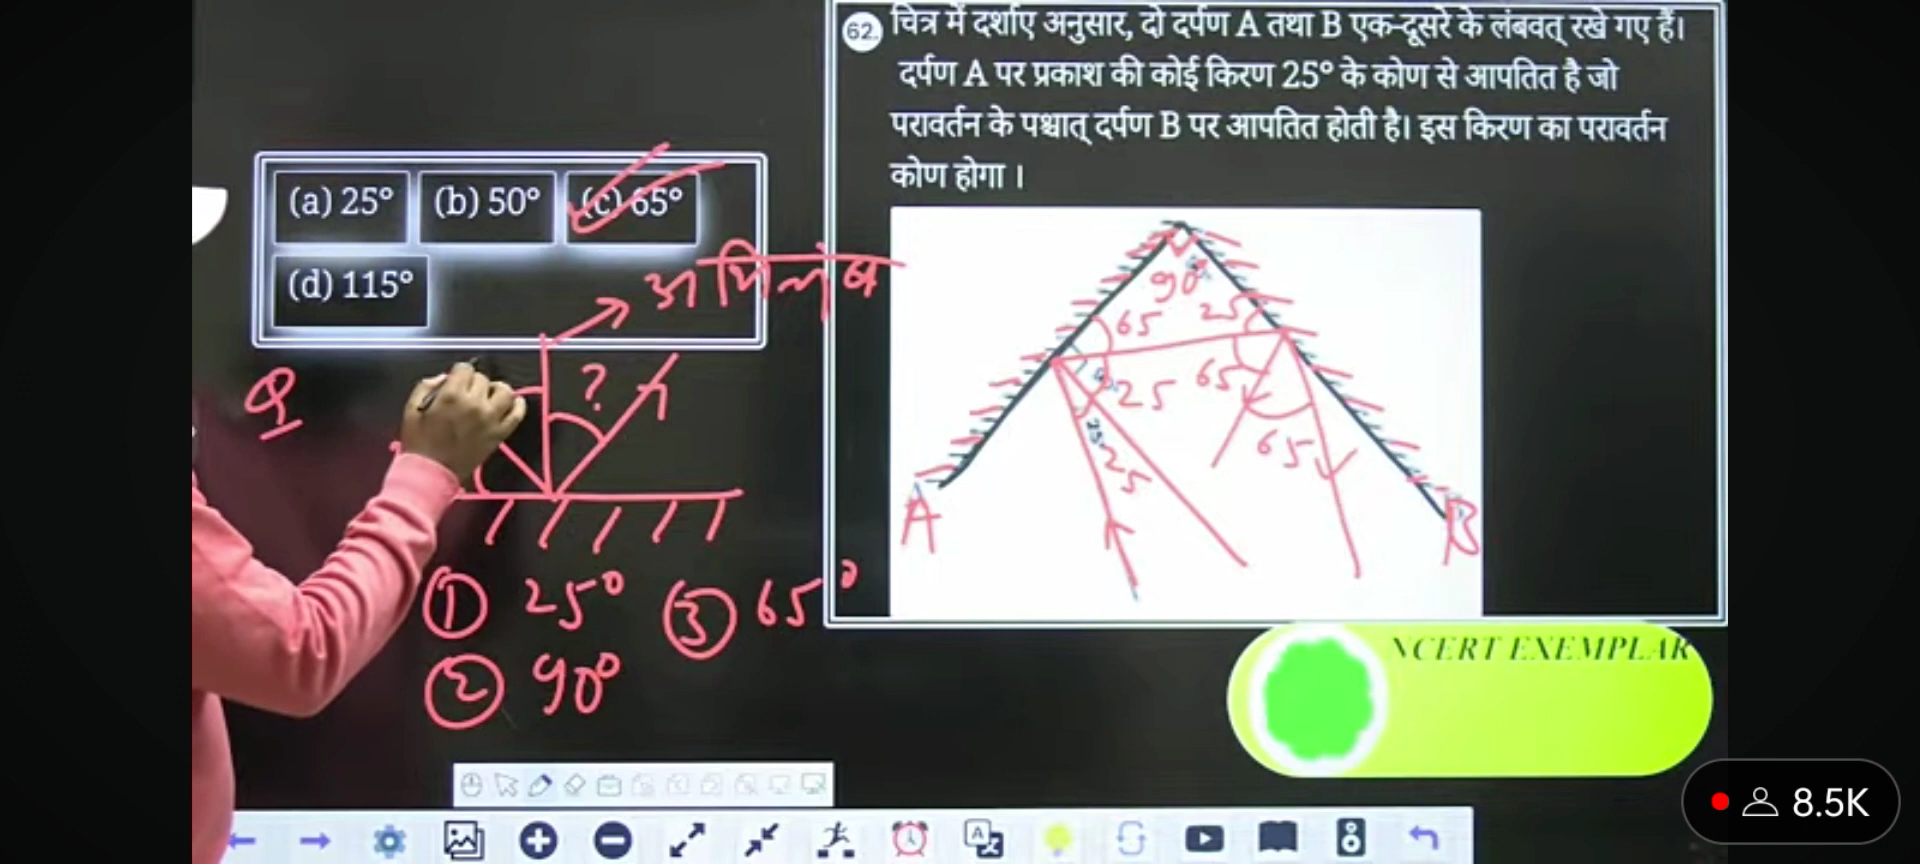 62. चित्र में दर्शाए अनुसार, दो दर्पण A तथा B एक-दूसरे के लंबवत् रखे गए हैं।
दर्पण A पर प्रकाश की कोई किरण 25° के कोण से आपतित है जो
परावर्तन के पश्चात् दर्पण B पर आपतित होती है। इस किरण का परावर्तन
कोण होगा ।
(a) 25° (b) 50° (c) 65°
(d) 115°
अभिलंब
Q
?
① 25° ③ 65°
② 90°
90°
65 25
25 65
25° 25
65
A B
NCERT EXEMPLAR
8.5K